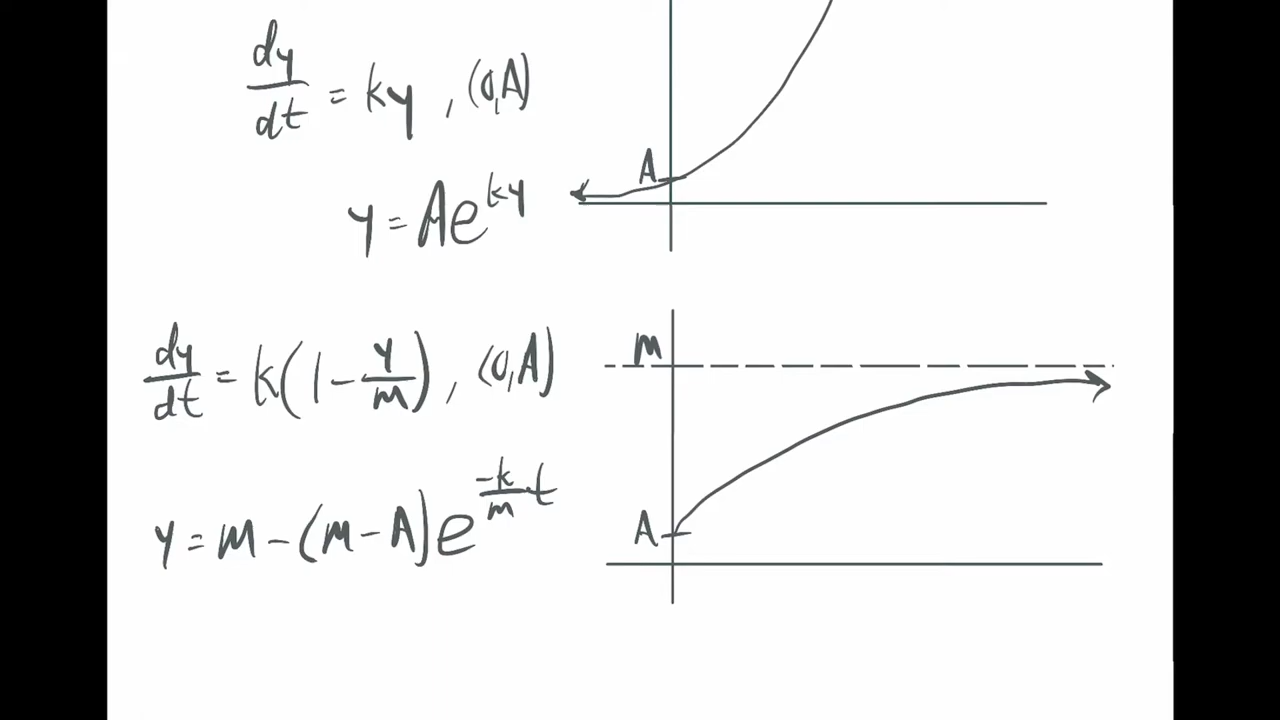 dy/dt = ky , (0,A)
A
y = Ae^{ky}
m
dy/dt = k(1 - y/m) , (0,A)
y = m - (m - A)e^{-k/m · t}
A